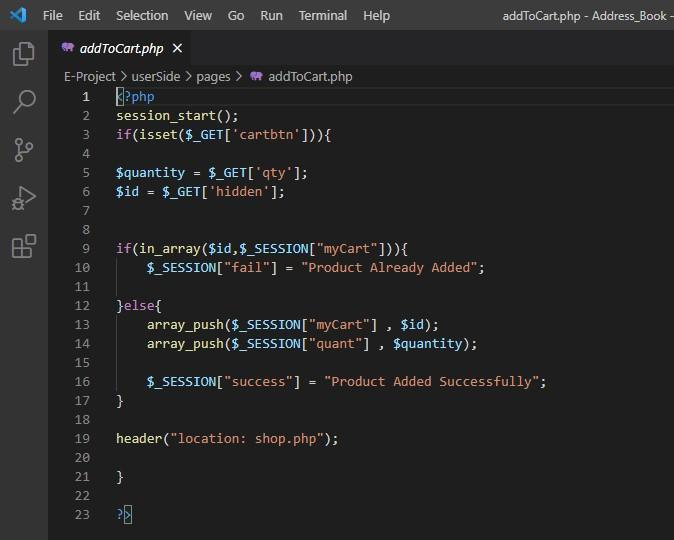 File Edit Selection View Go Run Terminal Help addToCart.php - Address_Book -
addToCart.php ×
E-Project > userSide > pages > addToCart.php
1 <?php
2 session_start();
3 if(isset($_GET['cartbtn'])){
4
5 $quantity = $_GET['qty'];
6 $id = $_GET['hidden'];
7
8
9 if(in_array($id,$_SESSION["myCart"])){
10 $_SESSION["fail"] = "Product Already Added";
11
12 }else{
13 array_push($_SESSION["myCart"] , $id);
14 array_push($_SESSION["quant"] , $quantity);
15
16 $_SESSION["success"] = "Product Added Successfully";
17 }
18
19 header("location: shop.php");
20
21 }
22
23 ?>